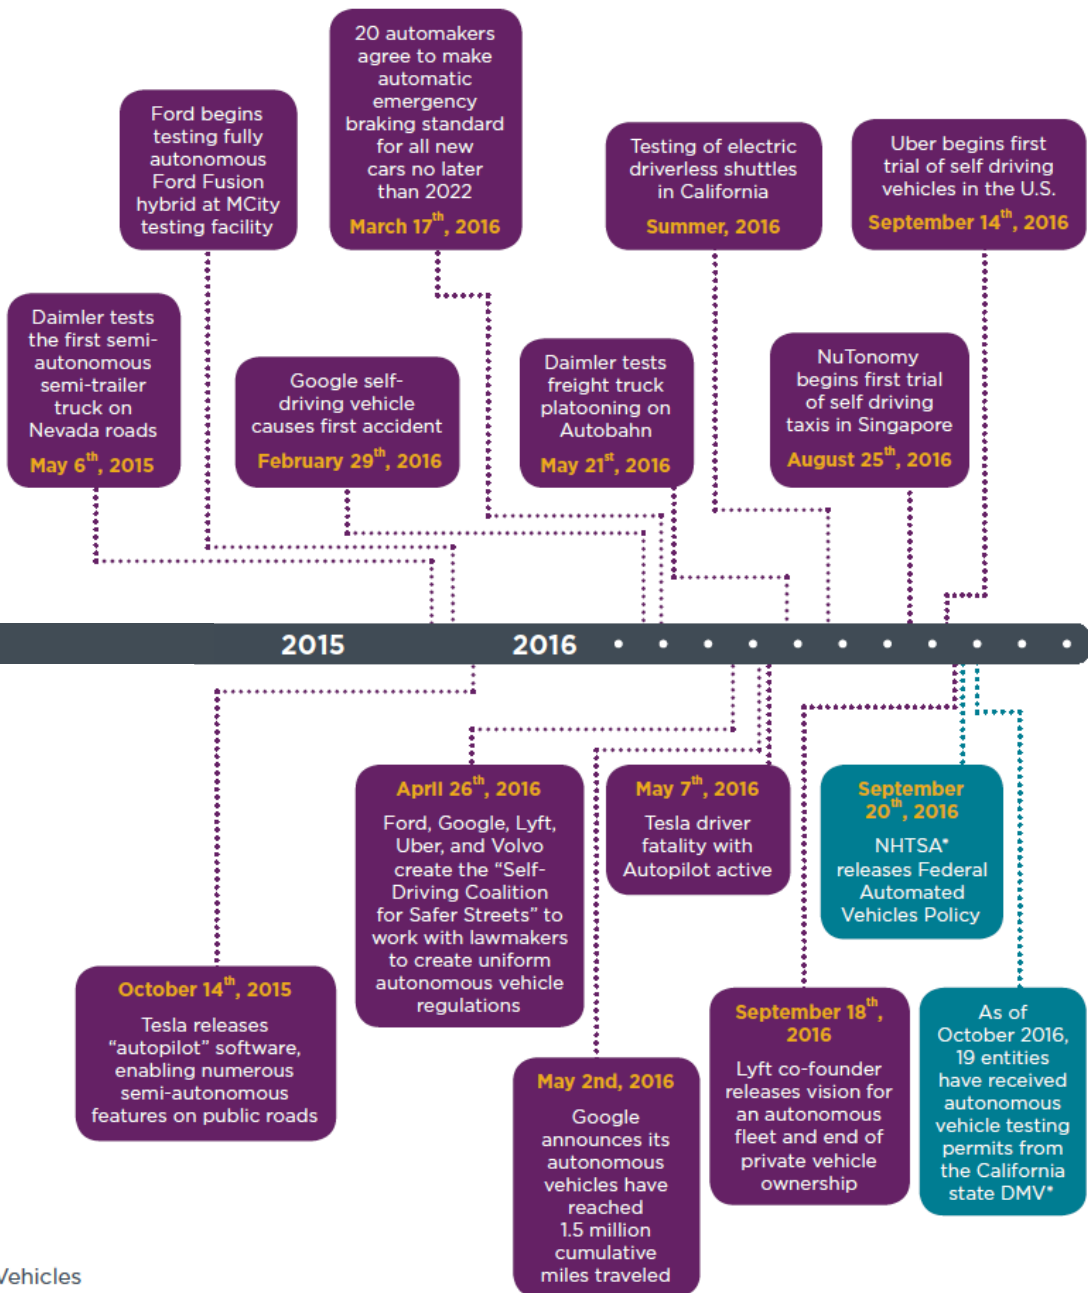 20 automakers
agree to make
automatic
emergency
braking standard
for all new
cars no later
than 2022
March 17th, 2016
Ford begins
testing fully
autonomous
Ford Fusion
hybrid at MCity
testing facility
Testing of electric
driverless shuttles
in California
Summer, 2016
Uber begins first
trial of self driving
vehicles in the U.S.
September 14th, 2016
Daimler tests
the first semi-
autonomous
semi-trailer
truck on
Nevada roads
May 6th, 2015
Google self-
driving vehicle
causes first accident
February 29th, 2016
Daimler tests
freight truck
platooning on
Autobahn
May 21st, 2016
NuTonomy
begins first trial
of self driving
taxis in Singapore
August 25th, 2016
2015
2016
April 26th, 2016
Ford, Google, Lyft,
Uber, and Volvo
create the “Self-
Driving Coalition
for Safer Streets” to
work with lawmakers
to create uniform
autonomous vehicle
regulations
May 7th, 2016
Tesla driver
fatality with
Autopilot active
September
20th, 2016
NHTSA*
releases Federal
Automated
Vehicles Policy
October 14th, 2015
Tesla releases
“autopilot” software,
enabling numerous
semi-autonomous
features on public roads
May 2nd, 2016
Google
announces its
autonomous
vehicles have
reached
1.5 million
cumulative
miles traveled
September 18th,
2016
Lyft co-founder
releases vision for
an autonomous
fleet and end of
private vehicle
ownership
As of
October 2016,
19 entities
have received
autonomous
vehicle testing
permits from
the California
state DMV*
Vehicles